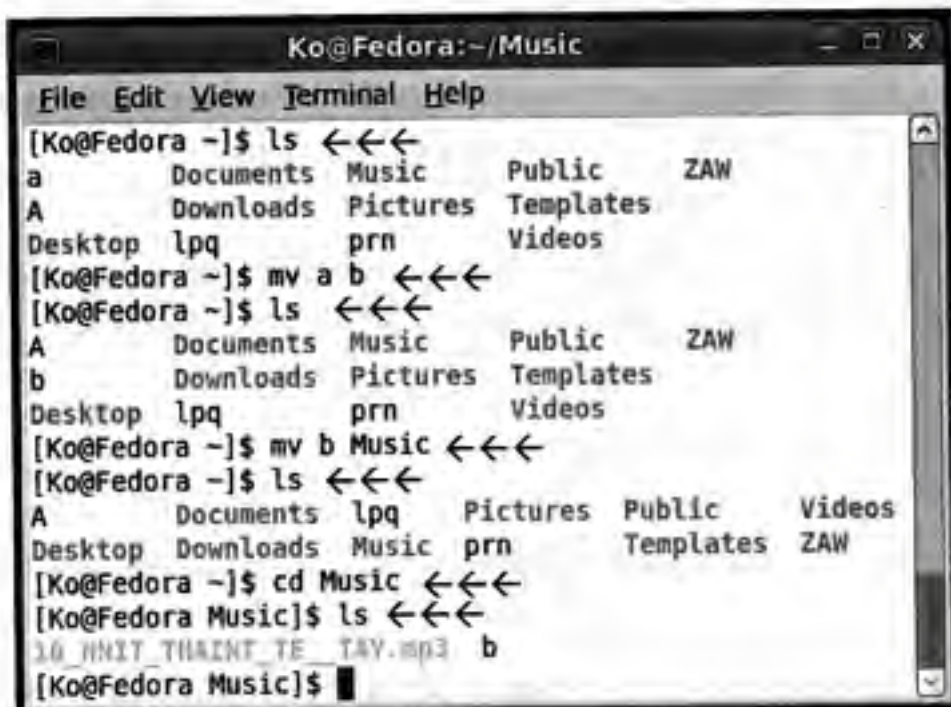 Ko@Fedora:~/Music
File Edit View Terminal Help
[Ko@Fedora ~]$ ls ←←←
a Documents Music Public ZAW
A Downloads Pictures Templates
Desktop lpq prn Videos
[Ko@Fedora ~]$ mv a b ←←←
[Ko@Fedora ~]$ ls ←←←
A Documents Music Public ZAW
b Downloads Pictures Templates
Desktop lpq prn Videos
[Ko@Fedora ~]$ mv b Music ←←←
[Ko@Fedora ~]$ ls ←←←
A Documents lpq Pictures Public Videos
Desktop Downloads Music prn Templates ZAW
[Ko@Fedora ~]$ cd Music ←←←
[Ko@Fedora Music]$ ls ←←←
b
[Ko@Fedora Music]$